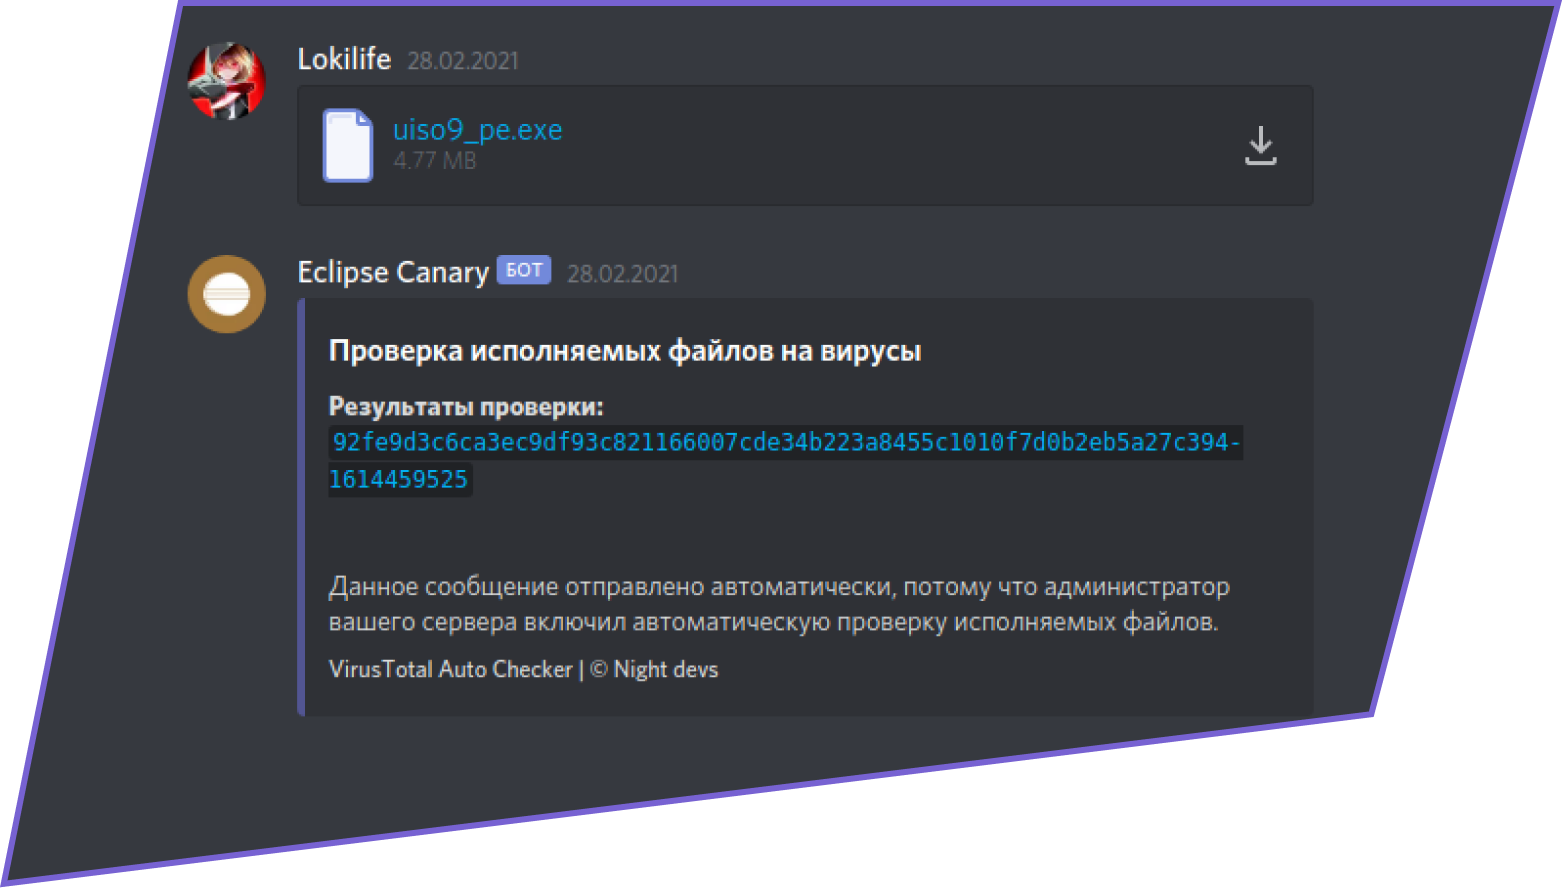 Lokilife 28.02.2021
uiso9_pe.exe
4.77 MB
Eclipse Canary БОТ 28.02.2021
Проверка исполняемых файлов на вирусы
Результаты проверки:
92fe9d3c6ca3ec9df93c821166007cde34b223a8455c1010f7d0b2eb5a27c394-
1614459525
Данное сообщение отправлено автоматически, потому что администратор
вашего сервера включил автоматическую проверку исполняемых файлов.
VirusTotal Auto Checker | © Night devs